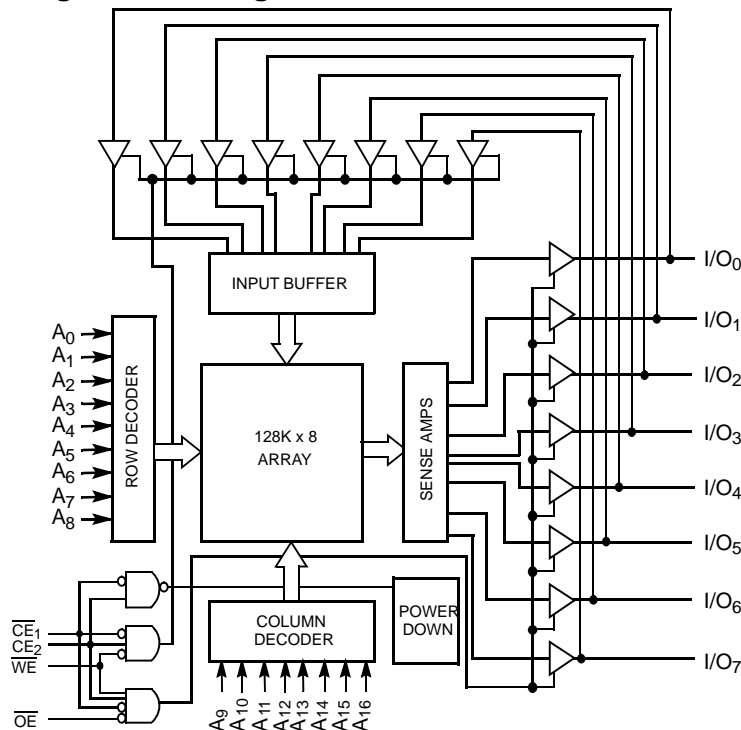 INPUT BUFFER
I/O0
I/O1
I/O2
I/O3
I/O4
I/O5
I/O6
I/O7
A0
A1
A2
A3
A4
A5
A6
A7
A8
ROW DECODER
128K x 8
ARRAY
SENSE AMPS
CE1
CE2
WE
OE
COLUMN
DECODER
POWER
DOWN
A9
A10
A11
A12
A13
A14
A15
A16